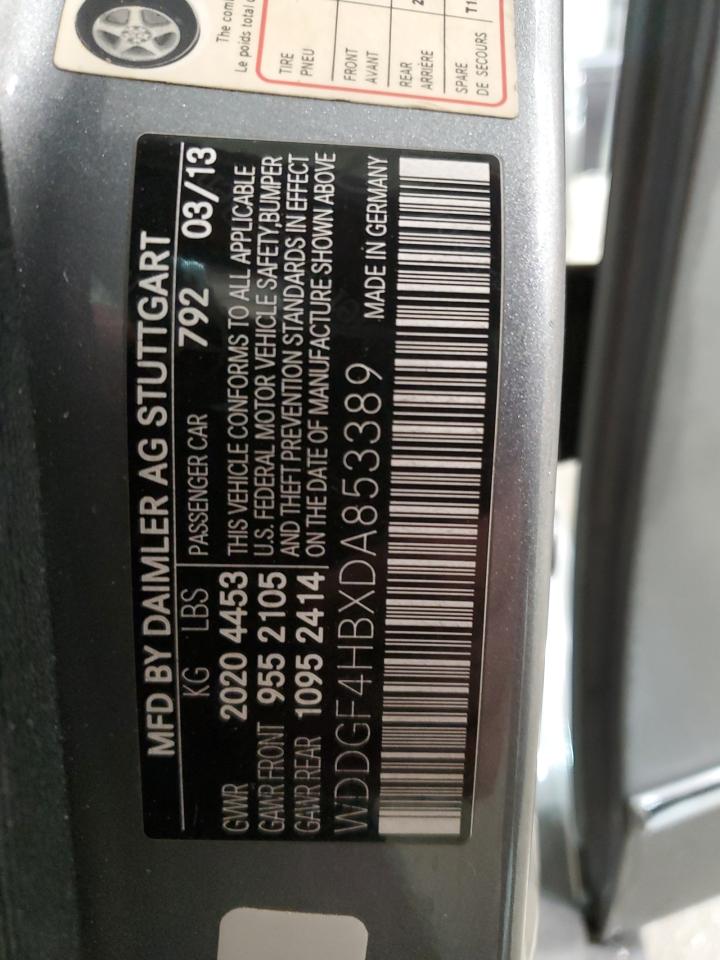 The com
Le poids total
TIRE
PNEU
FRONT
AVANT
REAR
ARRIÈRE
SPARE
DE SECOURS
MFD BY DAIMLER AG STUTTGART
KG LBS PASSENGER CAR 792 03/13
GVWR 2020 4453 THIS VEHICLE CONFORMS TO ALL APPLICABLE
GAWR FRONT 955 2105 U.S. FEDERAL MOTOR VEHICLE SAFETY,BUMPER
GAWR REAR 1095 2414 AND THEFT PREVENTION STANDARDS IN EFFECT
ON THE DATE OF MANUFACTURE SHOWN ABOVE
WDDGF4HBXDA853389 MADE IN GERMANY